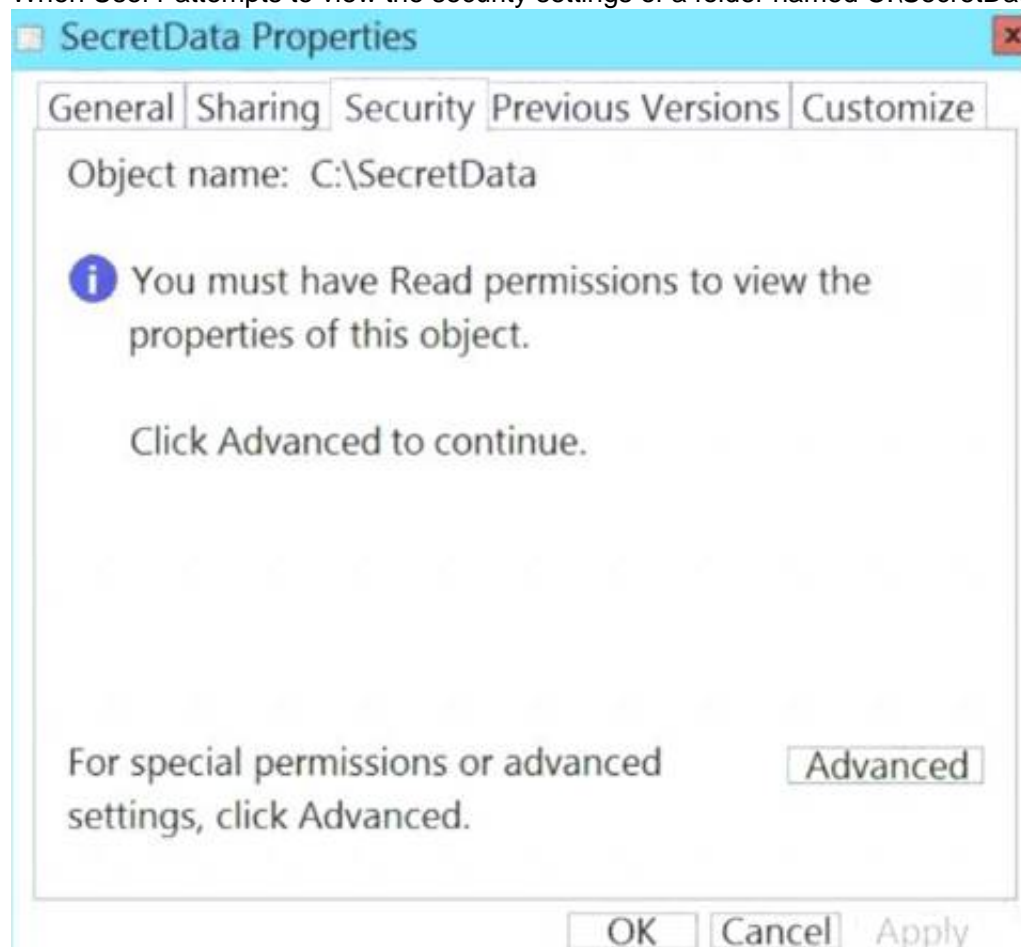 SecretData Properties
General Sharing Security Previous Versions Customize
Object name: C:\SecretData
You must have Read permissions to view the
properties of this object.
Click Advanced to continue.
For special permissions or advanced Advanced
settings, click Advanced.
OK Cancel Apply